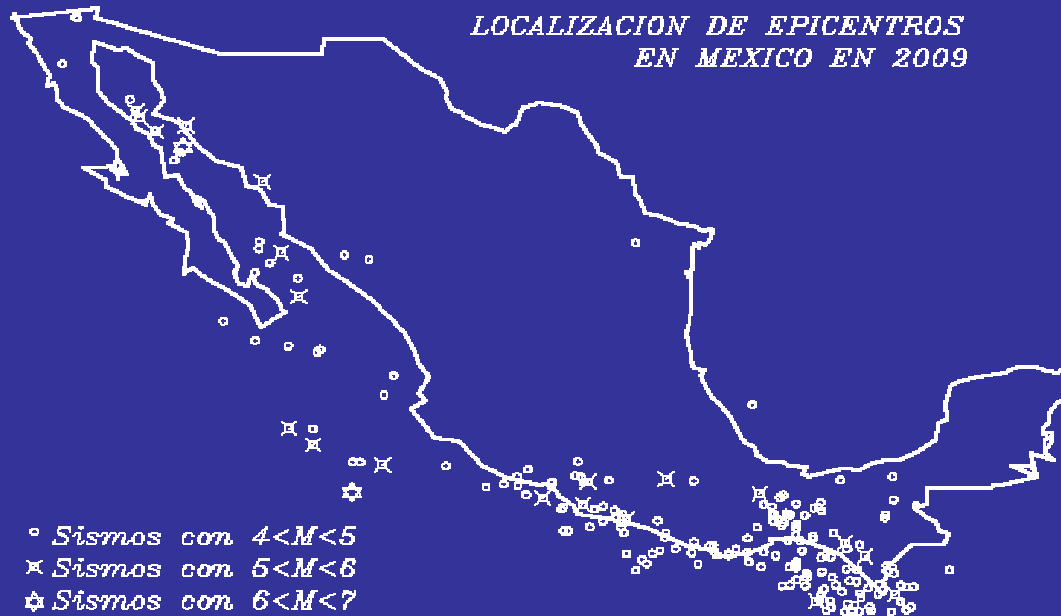 LOCALIZACION DE EPICENTROS
EN MEXICO EN 2009
Sismos con 4<M<5
Sismos con 5<M<6
Sismos con 6<M<7